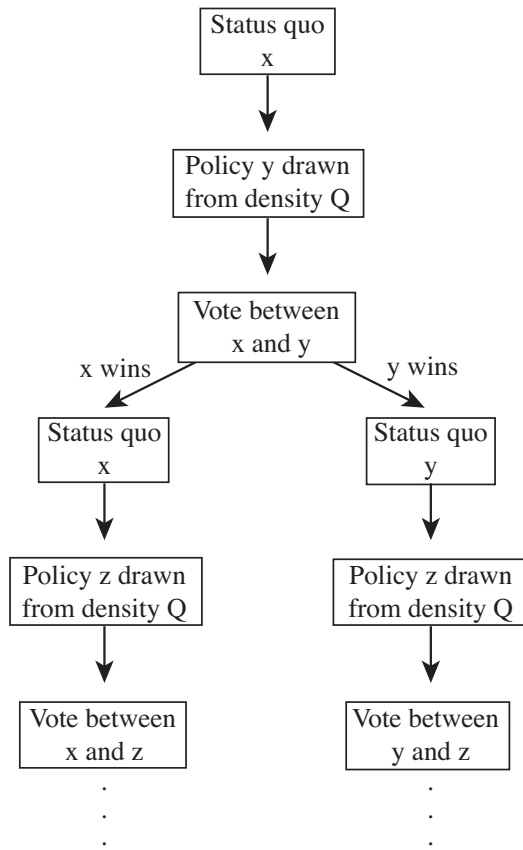 Status quo
x
Policy y drawn
from density Q
Vote between
x and y
x wins
y wins
Status quo
x
Status quo
y
Policy z drawn
from density Q
Policy z drawn
from density Q
Vote between
x and z
Vote between
y and z
.
.
.
.
.
.